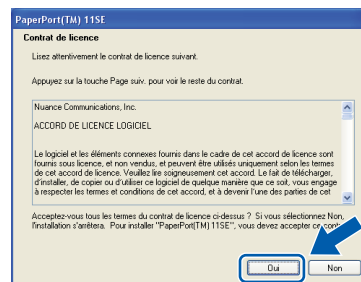 PaperPort(TM) 11SE
Contrat de licence
Lisez attentivement le contrat de licence suivant.
Appuyez sur la touche Page suiv. pour voir le reste du contrat.
Nuance Communications, Inc.
ACCORD DE LICENCE LOGICIEL
Le logiciel et les éléments connexes fournis dans le cadre de cet accord de licence sont
fournis sous licence, et non vendus, et peuvent être utilisés uniquement selon les termes
de cet accord de licence. Veuillez lire soigneusement cet accord. Le fait de télécharger,
d'installer, de copier ou d'utiliser ce logiciel de quelque manière que ce soit, vous engage
à respecter les termes et conditions de cet accord, et à devenir l'une des parties de cet
Acceptez-vous tous les termes du contrat de licence ci-dessus ? Si vous sélectionnez Non,
l'installation s'arrêtera. Pour installer "PaperPort(TM) 11SE", vous devez accepter ce
Oui
Non